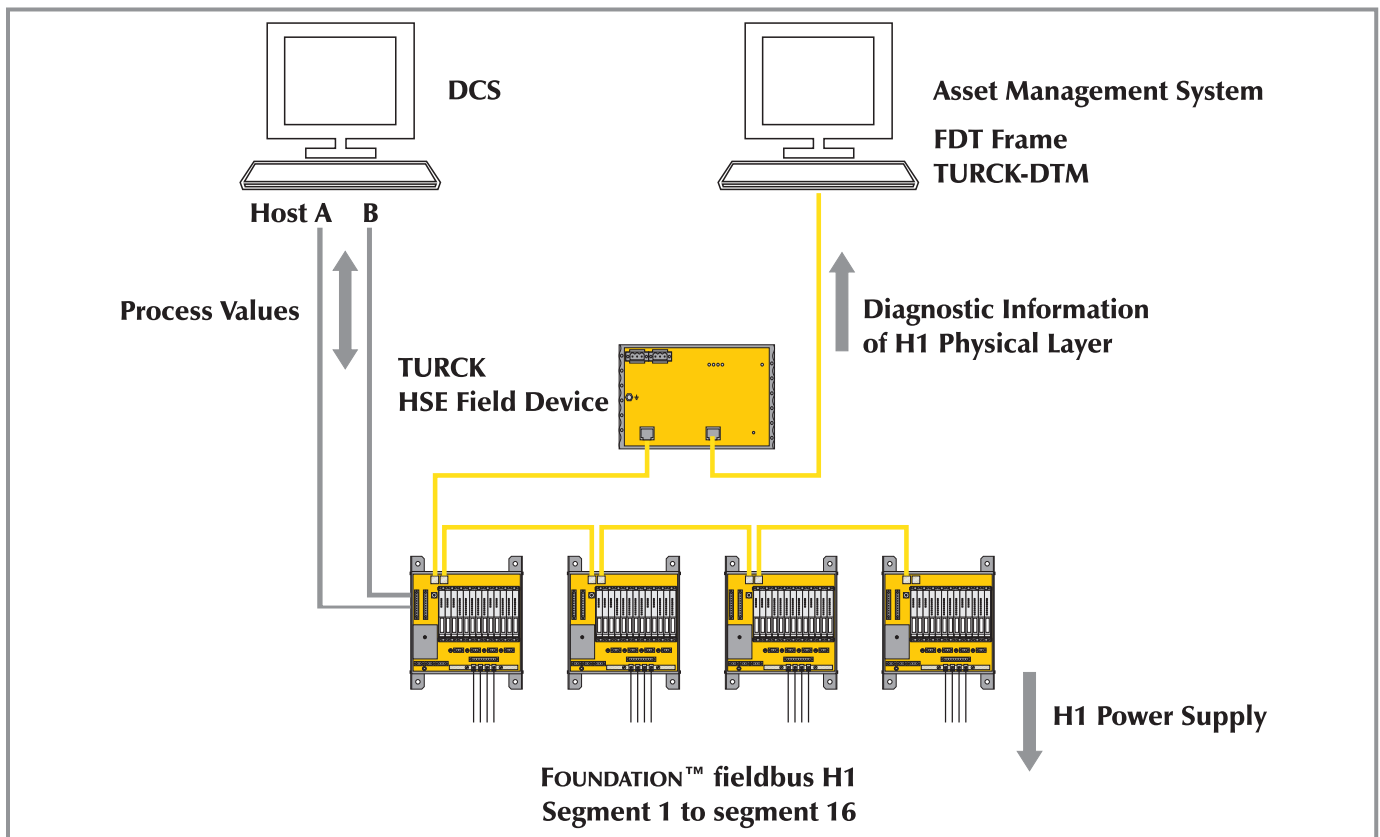 DCS
Asset Management System
FDT Frame
TURCK-DTM
Host A B
Process Values
Diagnostic Information
of H1 Physical Layer
TURCK
HSE Field Device
H1 Power Supply
FOUNDATION™ fieldbus H1
Segment 1 to segment 16